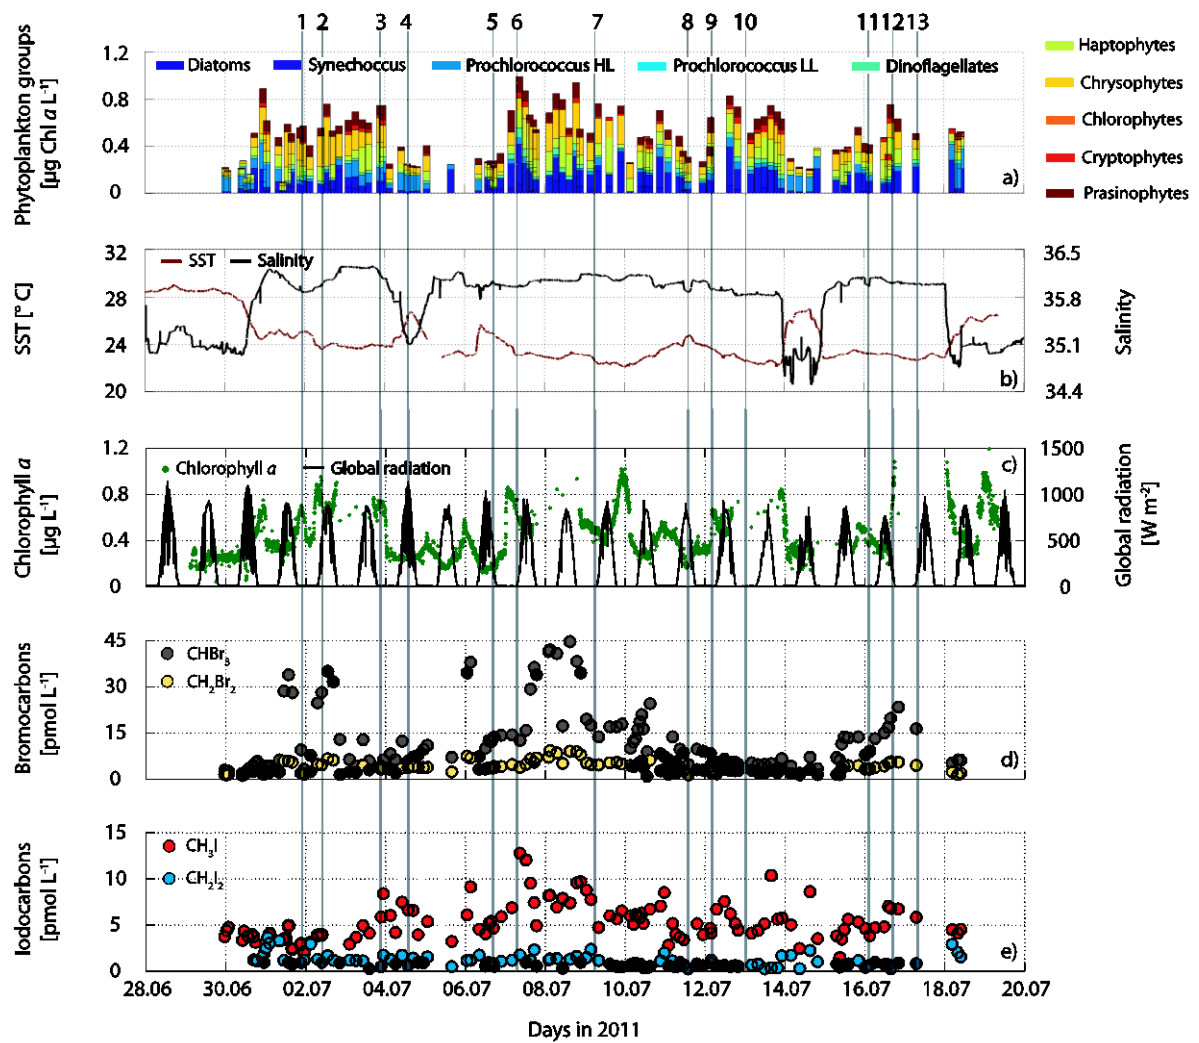 1 2 3 4 5 6 7 8 9 10 11 12 13
Phytoplankton groups
[µg Chl a L-1]
1.2
0.8
0.4
0
Diatoms Synechoccus Prochlorococcus HL Prochlorococcus LL Dinoflagellates
a)
Haptophytes
Chrysophytes
Chlorophytes
Cryptophytes
Prasinophytes
SST [° C]
32
28
24
20
SST Salinity
b)
36.5
35.8
35.1
34.4
Salinity
Chlorophyll a
[µg L-1]
1.2
0.8
0.4
0
Chlorophyll a Global radiation
c)
1500
1000
500
0
Global radiation
[W m-2]
Bromocarbons
[pmol L-1]
45
30
15
0
CHBr3
CH2Br2
d)
Iodocarbons
[pmol L-1]
15
10
5
0
CH3I
CH2I2
e)
28.06 30.06 02.07 04.07 06.07 08.07 10.07 12.07 14.07 16.07 18.07 20.07
Days in 2011